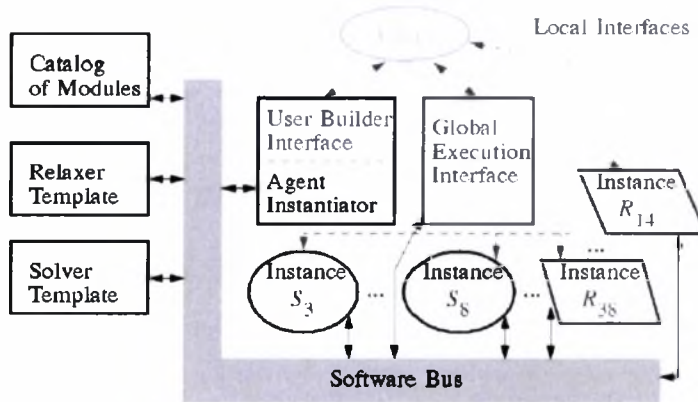 Local Interfaces
Catalog
of Modules
User Builder
Interface
Agent
Instantiator
Global
Execution
Interface
Relaxer
Template
Instance
R14
Solver
Template
Instance
S3
...
Instance
S8
...
...
Instance
R38
Software Bus